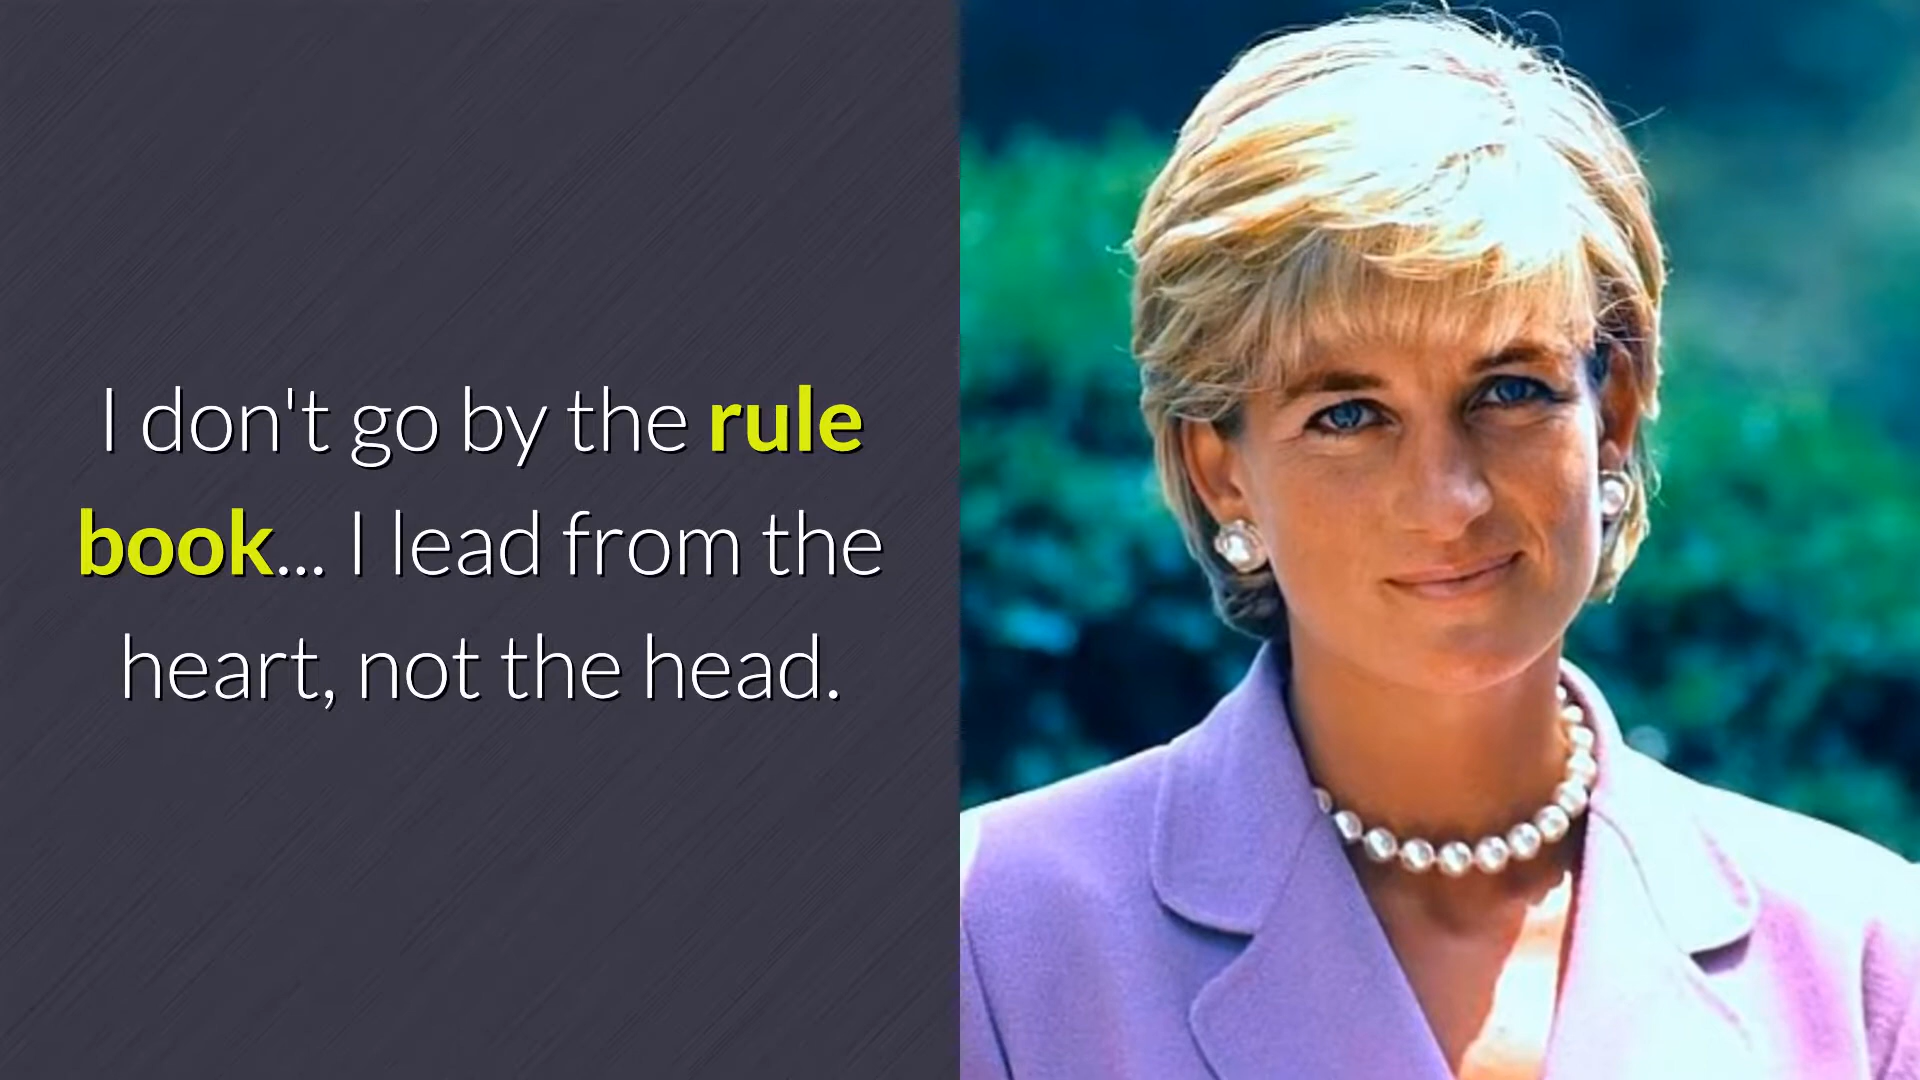 I don't go by the rule
book... I lead from the
heart, not the head.